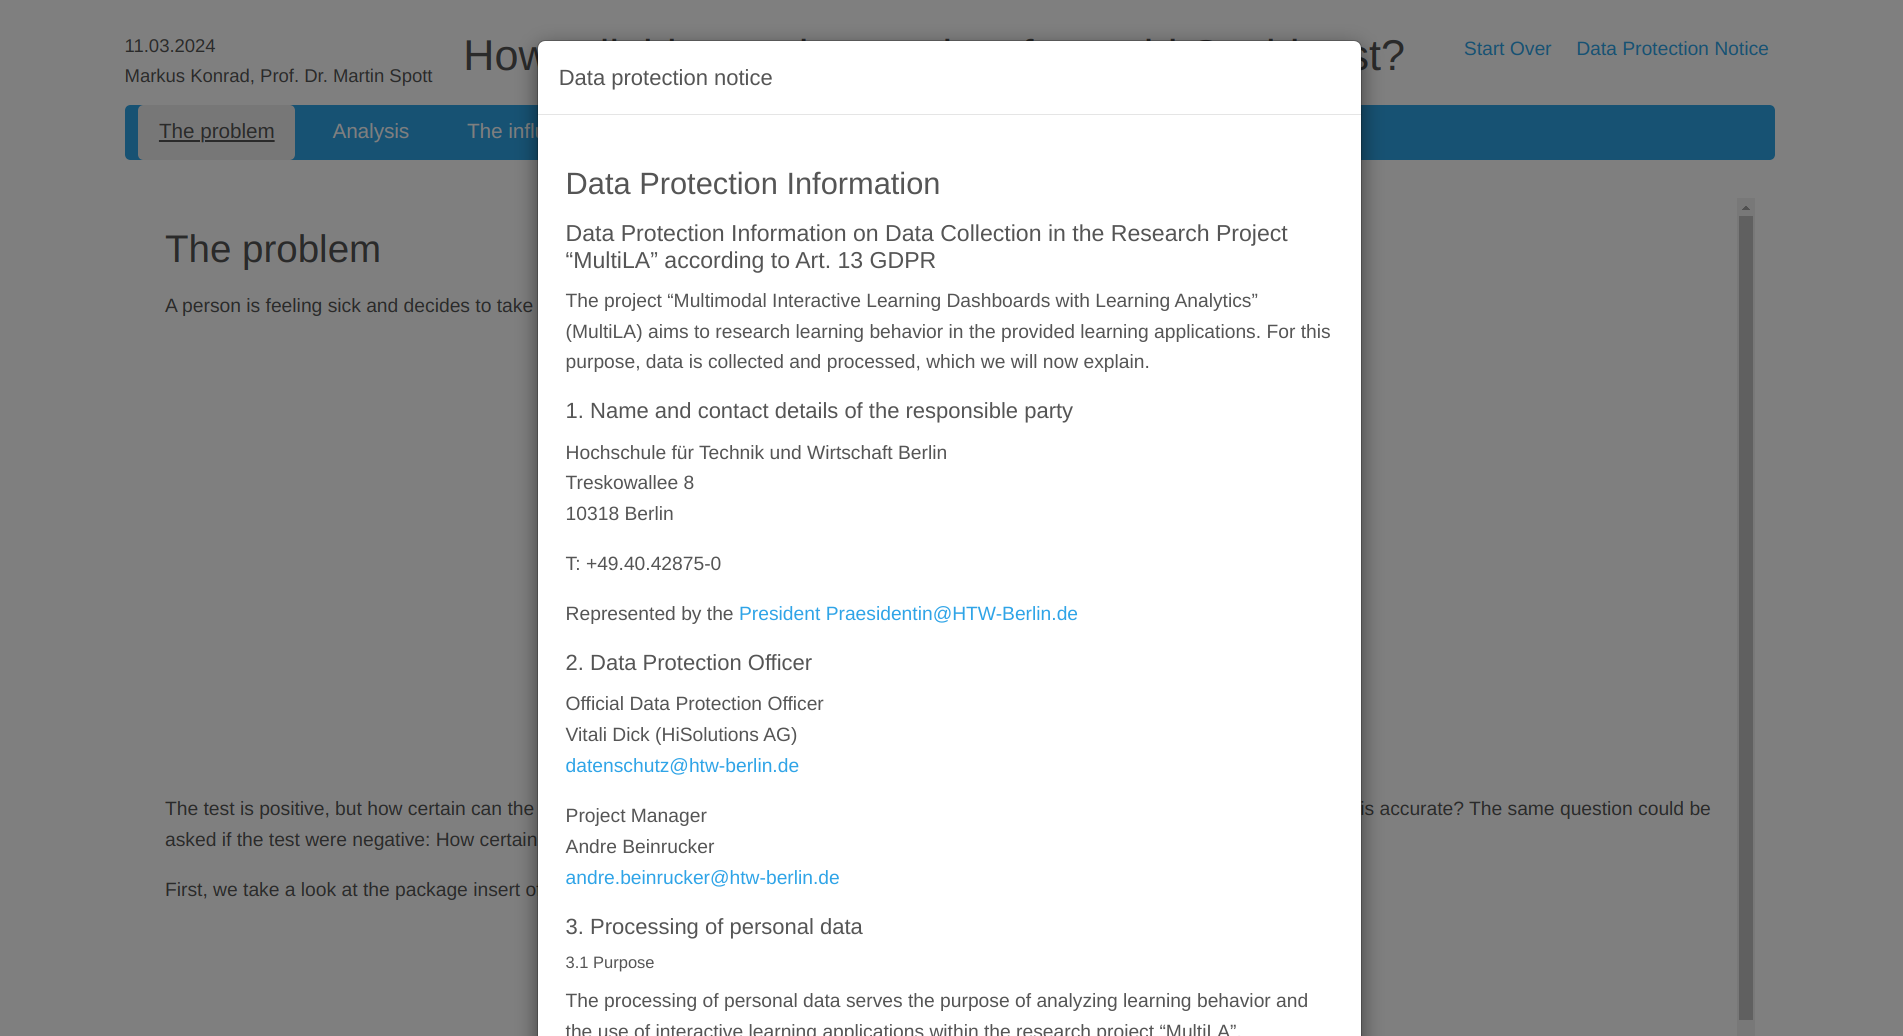 11.03.2024
Markus Konrad, Prof. Dr. Martin Spott
Start Over
Data Protection Notice
The problem
Analysis
The problem
A person is feeling sick and decides to take
The test is positive, but how certain can the
is accurate? The same question could be
asked if the test were negative: How certain
First, we take a look at the package insert
Data protection notice
Data Protection Information
Data Protection Information on Data Collection in the Research Project
“MultiLA” according to Art. 13 GDPR
The project “Multimodal Interactive Learning Dashboards with Learning Analytics”
(MultiLA) aims to research learning behavior in the provided learning applications. For this
purpose, data is collected and processed, which we will now explain.
1. Name and contact details of the responsible party
Hochschule für Technik und Wirtschaft Berlin
Treskowallee 8
10318 Berlin
T: +49.40.42875-0
Represented by the President Praesidentin@HTW-Berlin.de
2. Data Protection Officer
Official Data Protection Officer
Vitali Dick (HiSolutions AG)
datenschutz@htw-berlin.de
Project Manager
Andre Beinrucker
andre.beinrucker@htw-berlin.de
3. Processing of personal data
3.1 Purpose
The processing of personal data serves the purpose of analyzing learning behavior and
the use of interactive learning applications within the research project “MultiLA”